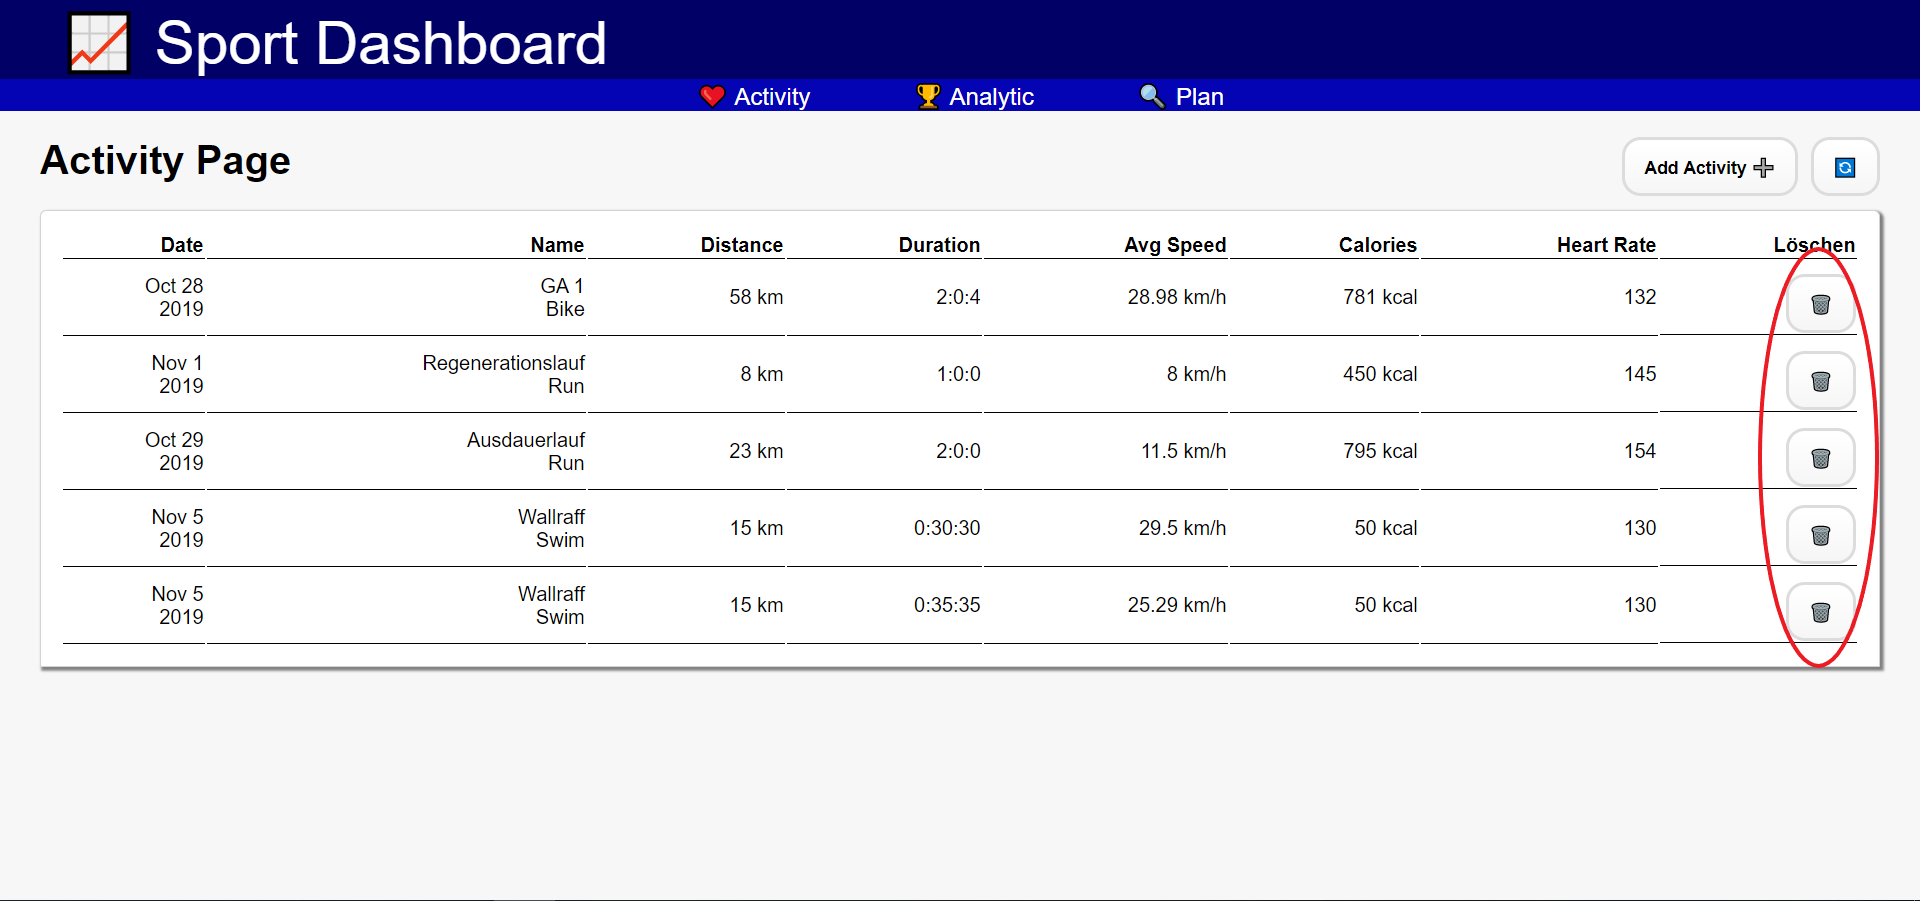 Sport Dashboard
Activity Analytic Plan
Activity Page
Add Activity
Date Name Distance Duration Avg Speed Calories Heart Rate Löschen
Oct 28 2019 GA 1 Bike 58 km 2:0:4 28.98 km/h 781 kcal 132
Nov 1 2019 Regenerationslauf Run 8 km 1:0:0 8 km/h 450 kcal 145
Oct 29 2019 Ausdauerlauf Run 23 km 2:0:0 11.5 km/h 795 kcal 154
Nov 5 2019 Wallraff Swim 15 km 0:30:30 29.5 km/h 50 kcal 130
Nov 5 2019 Wallraff Swim 15 km 0:35:35 25.29 km/h 50 kcal 130